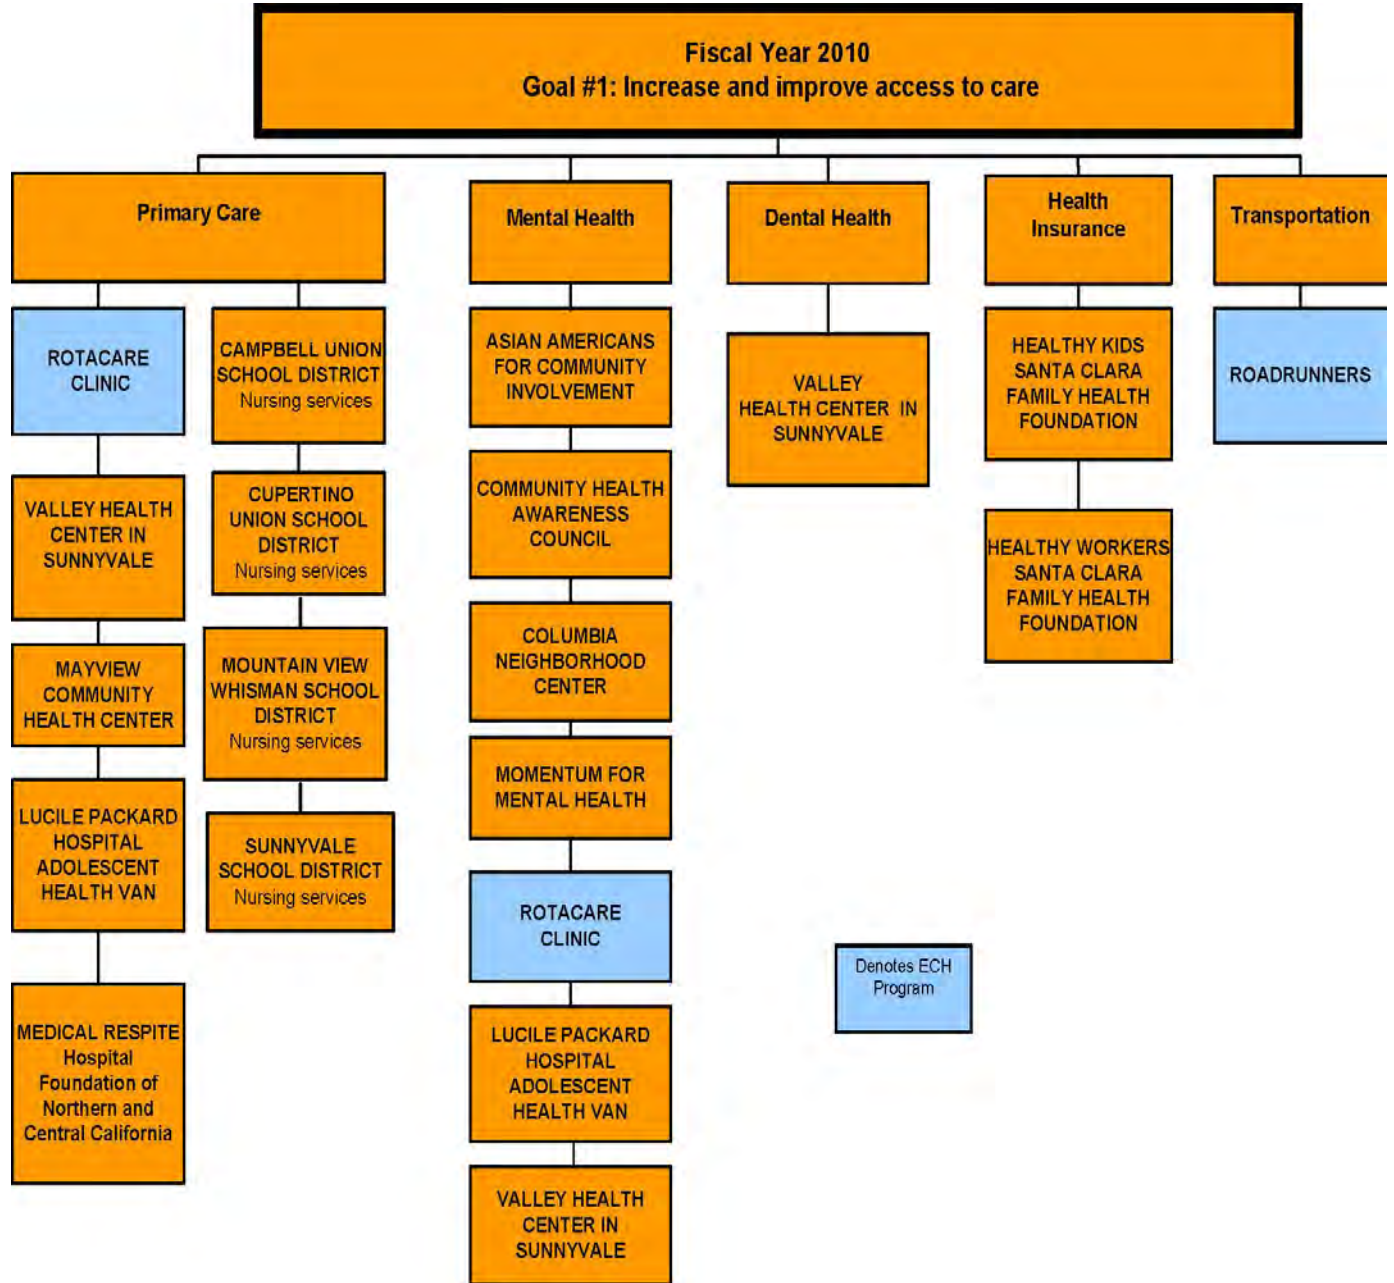 Fiscal Year 2010
Goal #1: Increase and improve access to care
Primary Care
ROTACARE
CLINIC
VALLEY HEALTH
CENTER IN
SUNNYVALE
MAYVIEW
COMMUNITY
HEALTH CENTER
LUCILE PACKARD
HOSPITAL
ADOLESCENT
HEALTH VAN
MEDICAL RESPITE
Hospital
Foundation of
Northern and
Central California
CAMPBELL UNION
SCHOOL DISTRICT
Nursing services
CUPERTINO
UNION SCHOOL
DISTRICT
Nursing services
MOUNTAIN VIEW
WHISMAN SCHOOL
DISTRICT
Nursing services
SUNNYVALE
SCHOOL DISTRICT
Nursing services
Mental Health
ASIAN AMERICANS
FOR COMMUNITY
INVOLVEMENT
COMMUNITY HEALTH
AWARENESS
COUNCIL
COLUMBIA
NEIGHBORHOOD
CENTER
MOMENTUM FOR
MENTAL HEALTH
ROTACARE
CLINIC
LUCILE PACKARD
HOSPITAL
ADOLESCENT
HEALTH VAN
VALLEY HEALTH
CENTER IN
SUNNYVALE
Dental Health
VALLEY
HEALTH CENTER IN
SUNNYVALE
Health
Insurance
HEALTHY KIDS
SANTA CLARA
FAMILY HEALTH
FOUNDATION
HEALTHY WORKERS
SANTA CLARA
FAMILY HEALTH
FOUNDATION
Transportation
ROADRUNNERS
Denotes ECH
Program